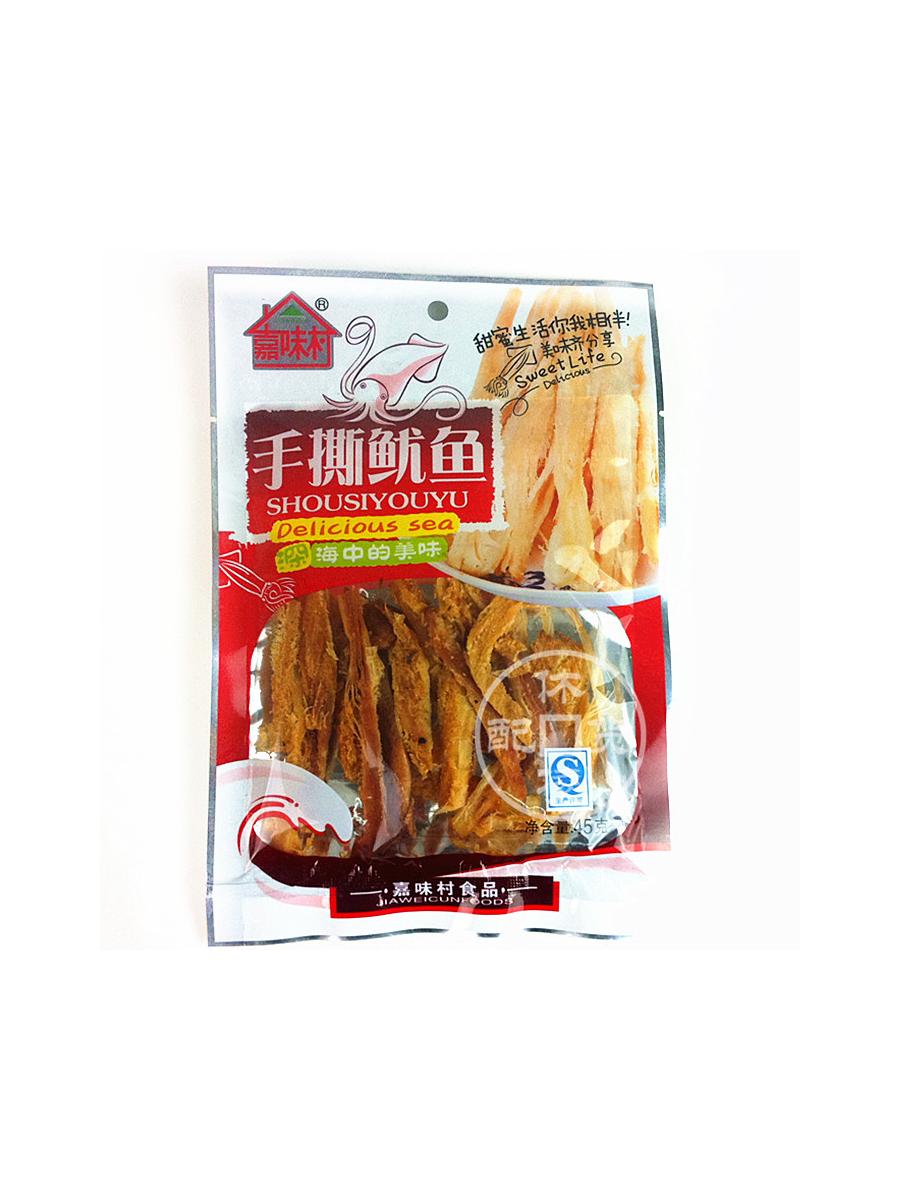 嘉味村®
甜蜜生活你我相伴!
美味齐分享
Sweet Life
Delicious
手撕鱿鱼
SHOUSIYOUYU
Delicious sea
深海中的美味
休
配
净含量:45克
·嘉味村食品·
JIAWEICUNFOODS